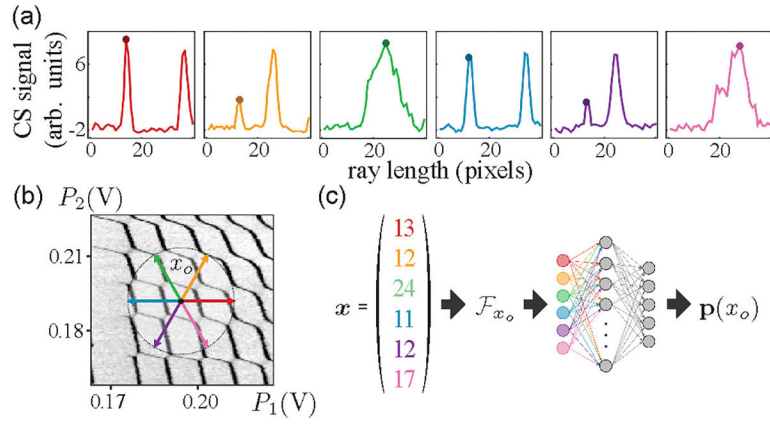 (a)
CS signal
(arb. units)
6
-2
0 20 0 20 0 20 0 20 0 20 0 20
ray length (pixels)
(b)
P₂(V)
0.21
0.18
0.17 0.20 P₁(V)
xₒ
(c)
x =
13
12
24
11
12
17
ℱxₒ
p(xₒ)